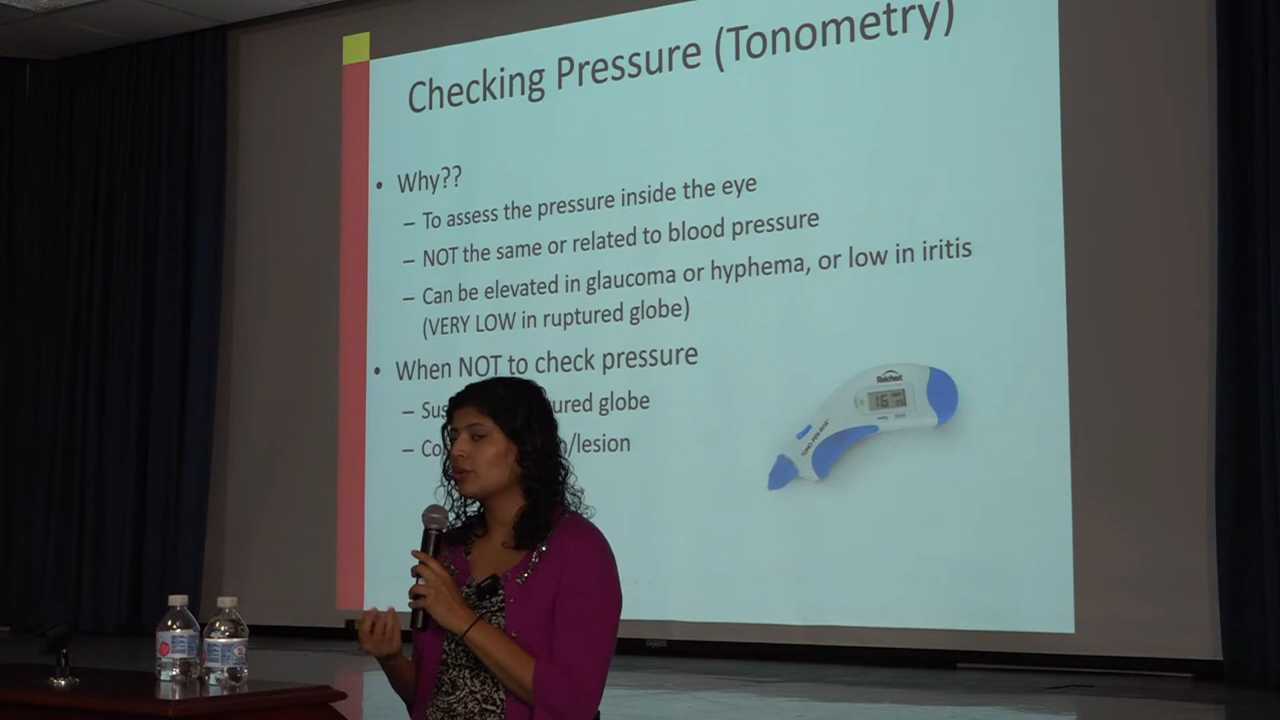 Checking Pressure (Tonometry)
• Why??
– To assess the pressure inside the eye
– NOT the same or related to blood pressure
– Can be elevated in glaucoma or hyphema, or low in iritis
(VERY LOW in ruptured globe)
• When NOT to check pressure
– globe
– /lesion
Reichert
16
TONO-PEN